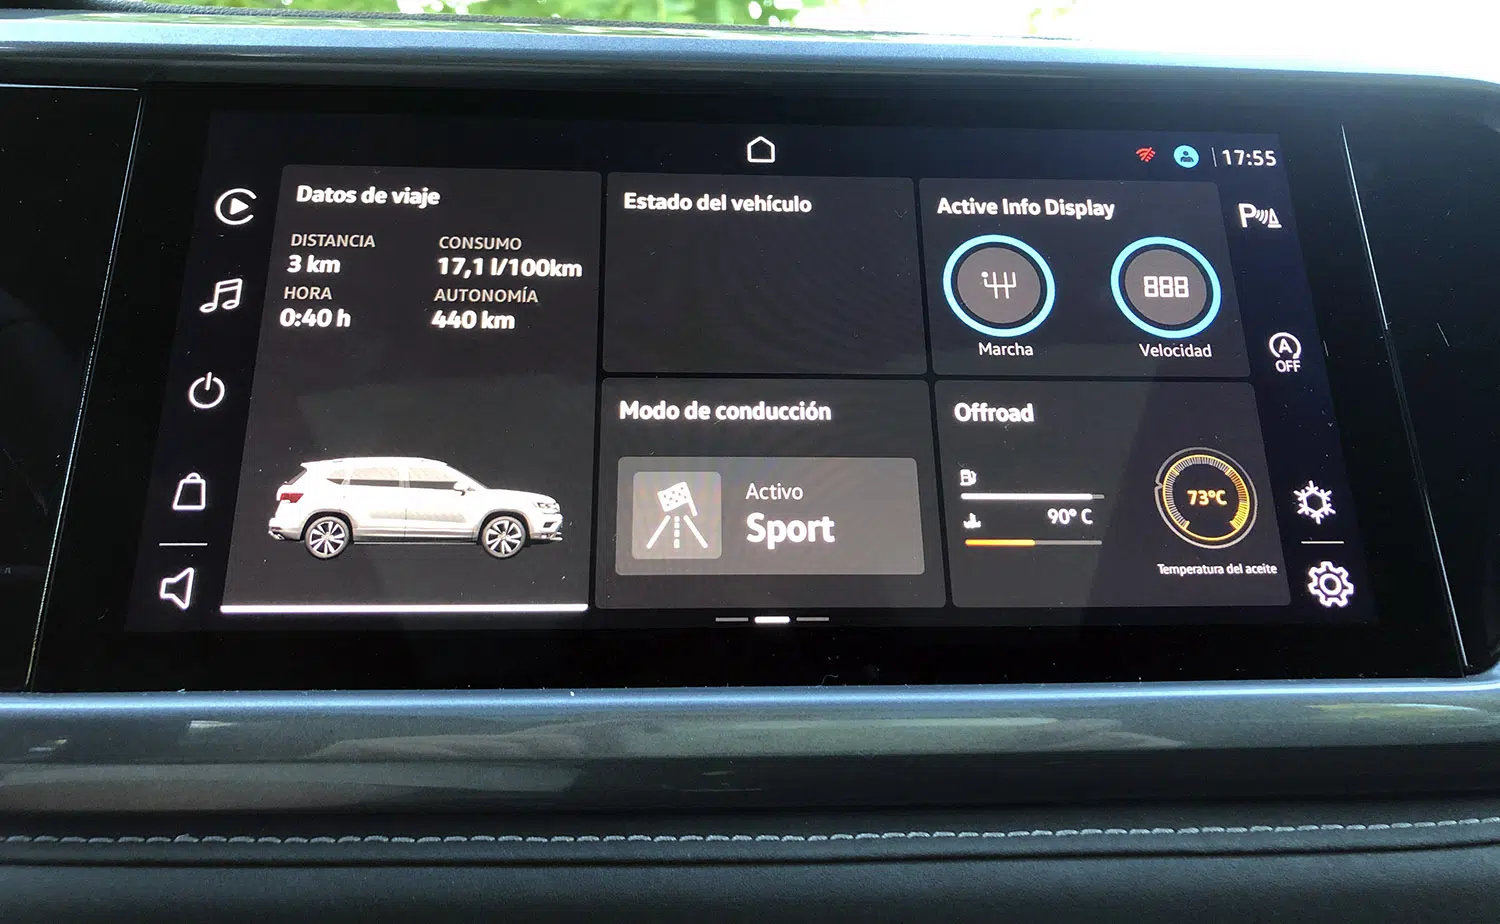 17:55
Datos de viaje
DISTANCIA
3 km
CONSUMO
17,1 l/100km
HORA
0:40 h
AUTONOMÍA
440 km
Estado del vehículo
Active Info Display
888
Marcha
Velocidad
P
A
OFF
Modo de conducción
Activo
Sport
Offroad
90° C
73°C
Temperatura del aceite